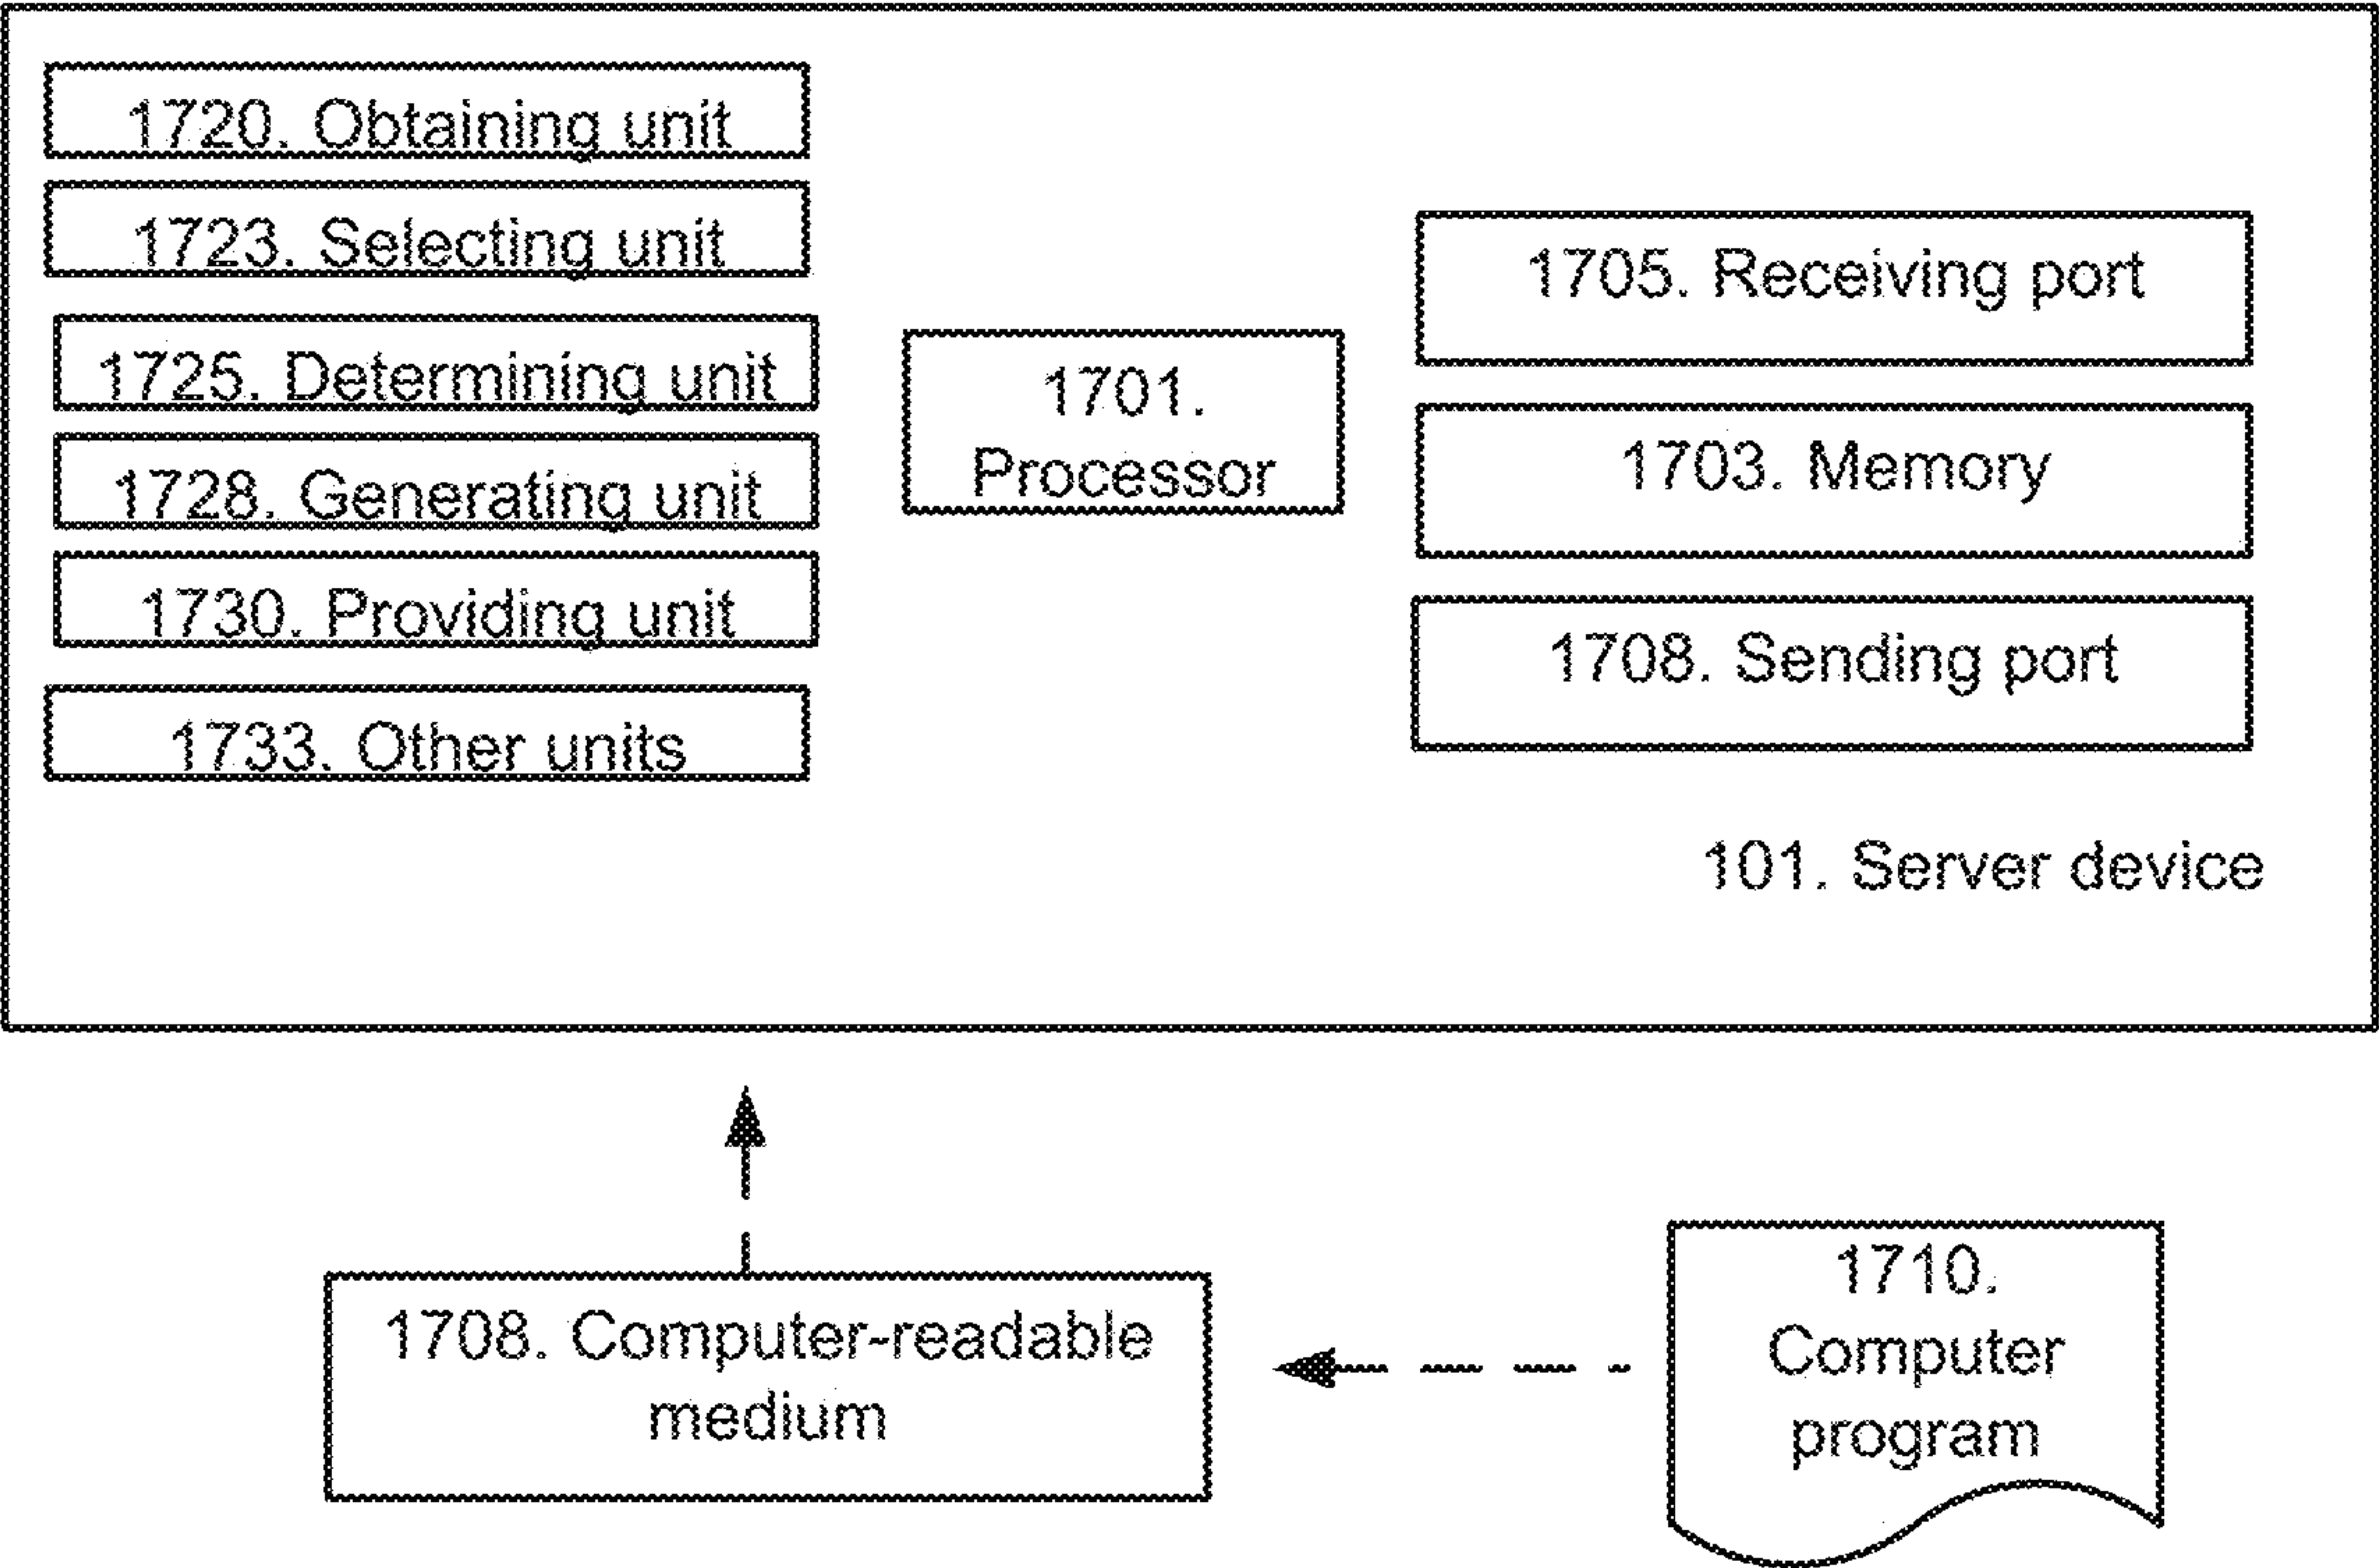 1720. Obtaining unit
1723. Selecting unit
1725. Determining unit
1728. Generating unit
1730. Providing unit
1733. Other units
1701.
Processor
1705. Receiving port
1703. Memory
1708. Sending port
101. Server device
1708. Computer-readable
medium
1710.
Computer
program